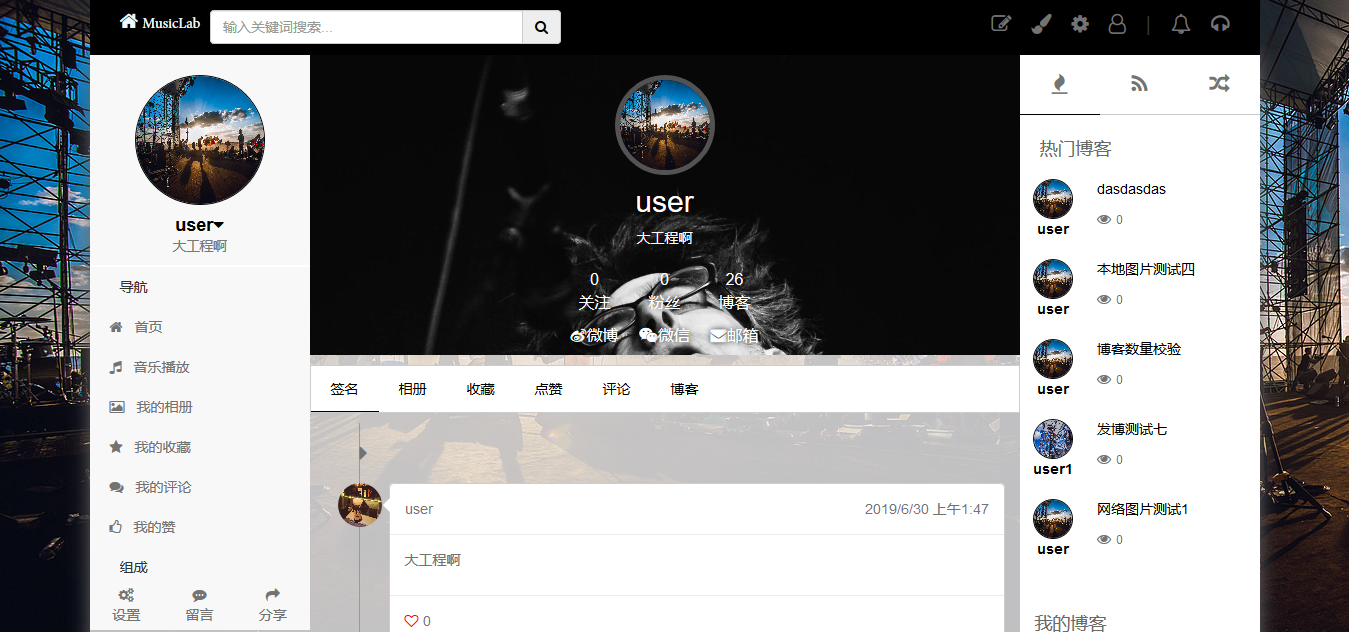 MusicLab
输入关键词搜索...
user
大工程啊
导航
首页
音乐播放
我的相册
我的收藏
我的评论
我的赞
组成
设置 留言 分享
user
大工程啊
0 0 26
关注 粉丝 博客
微博 微信 邮箱
签名 相册 收藏 点赞 评论 博客
user 2019/6/30 上午1:47
大工程啊
0
热门博客
dasdasdas
0
user
本地图片测试四
0
user
博客数量校验
0
user
发博测试七
0
user1
网络图片测试1
0
user
我的博客